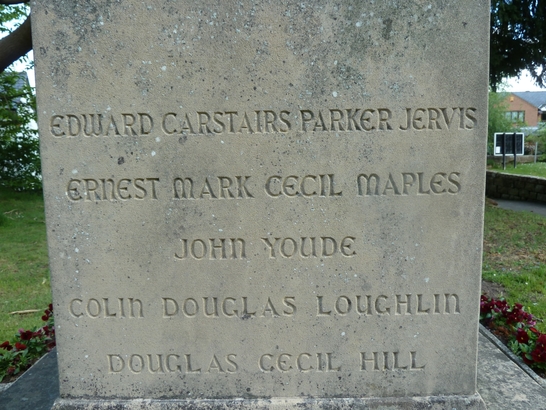 EDWARD CARSTAIRS PARKER JERVIS
ERNEST MARK CECIL MAPLES
JOHN YOUDE
COLIN DOUGLAS LOUGHLIN
DOUGLAS CECIL HILL